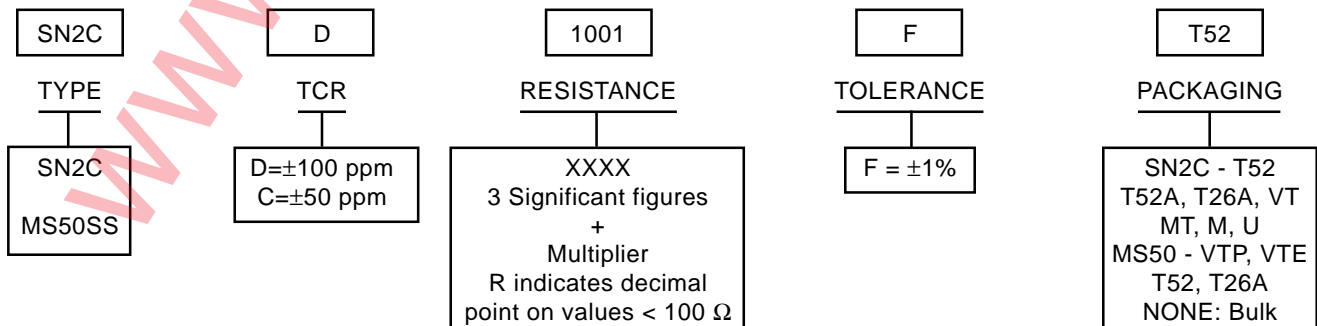 SN2C D 1001 F T52
TYPE TCR RESISTANCE TOLERANCE PACKAGING
SN2C
MS50SS
D=±100 ppm
C=±50 ppm
XXXX
3 Significant figures
+
Multiplier
R indicates decimal
point on values < 100 Ω
F = ±1%
SN2C - T52
T52A, T26A, VT
MT, M, U
MS50 - VTP, VTE
T52, T26A
NONE: Bulk
www